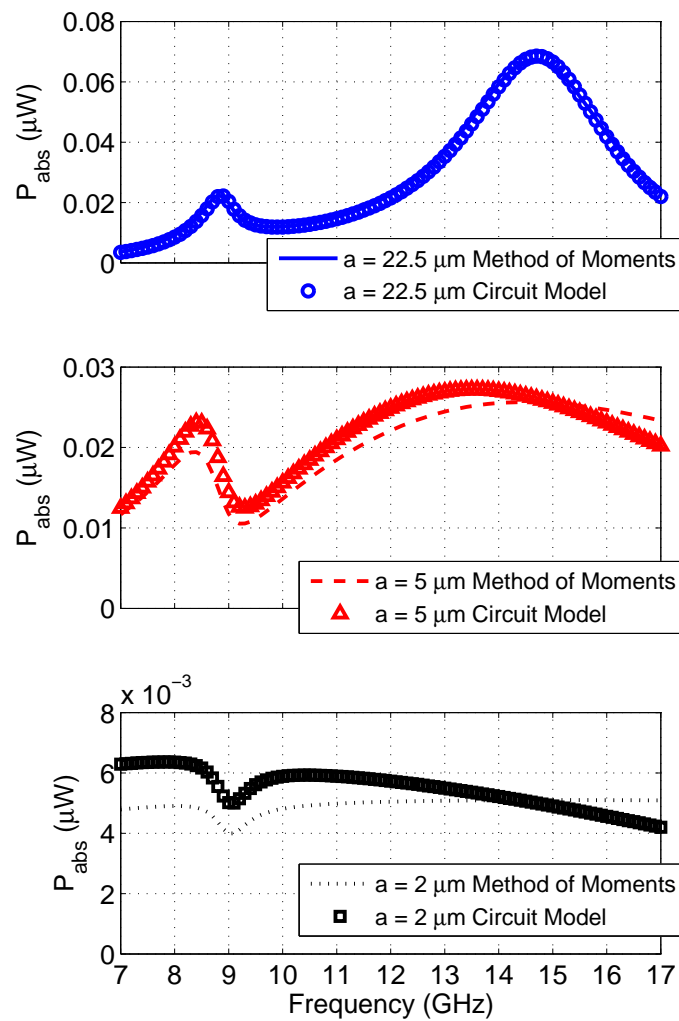 0.08
0.06
0.04
0.02
0
P_abs (μW)
a = 22.5 μm Method of Moments
a = 22.5 μm Circuit Model
0.03
0.02
0.01
0
P_abs (μW)
a = 5 μm Method of Moments
a = 5 μm Circuit Model
x 10^−3
8
6
4
2
0
P_abs (μW)
a = 2 μm Method of Moments
a = 2 μm Circuit Model
7 8 9 10 11 12 13 14 15 16 17
Frequency (GHz)